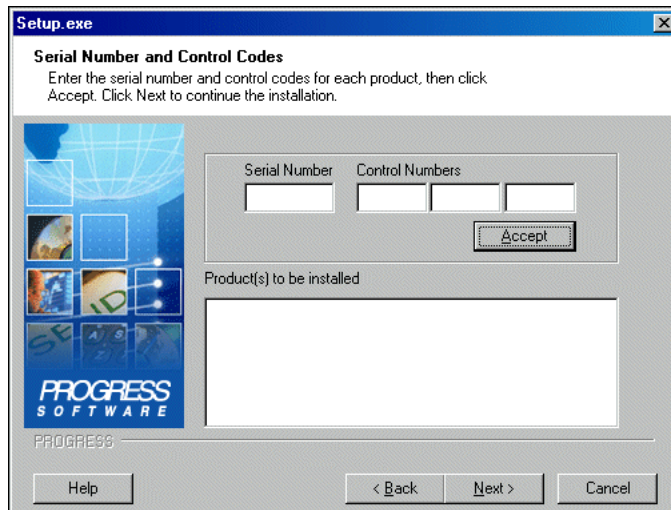 Setup.exe
Serial Number and Control Codes
Enter the serial number and control codes for each product, then click
Accept. Click Next to continue the installation.
Serial Number Control Numbers
Accept
Product(s) to be installed
PROGRESS
SOFTWARE
PROGRESS
Help < Back Next > Cancel